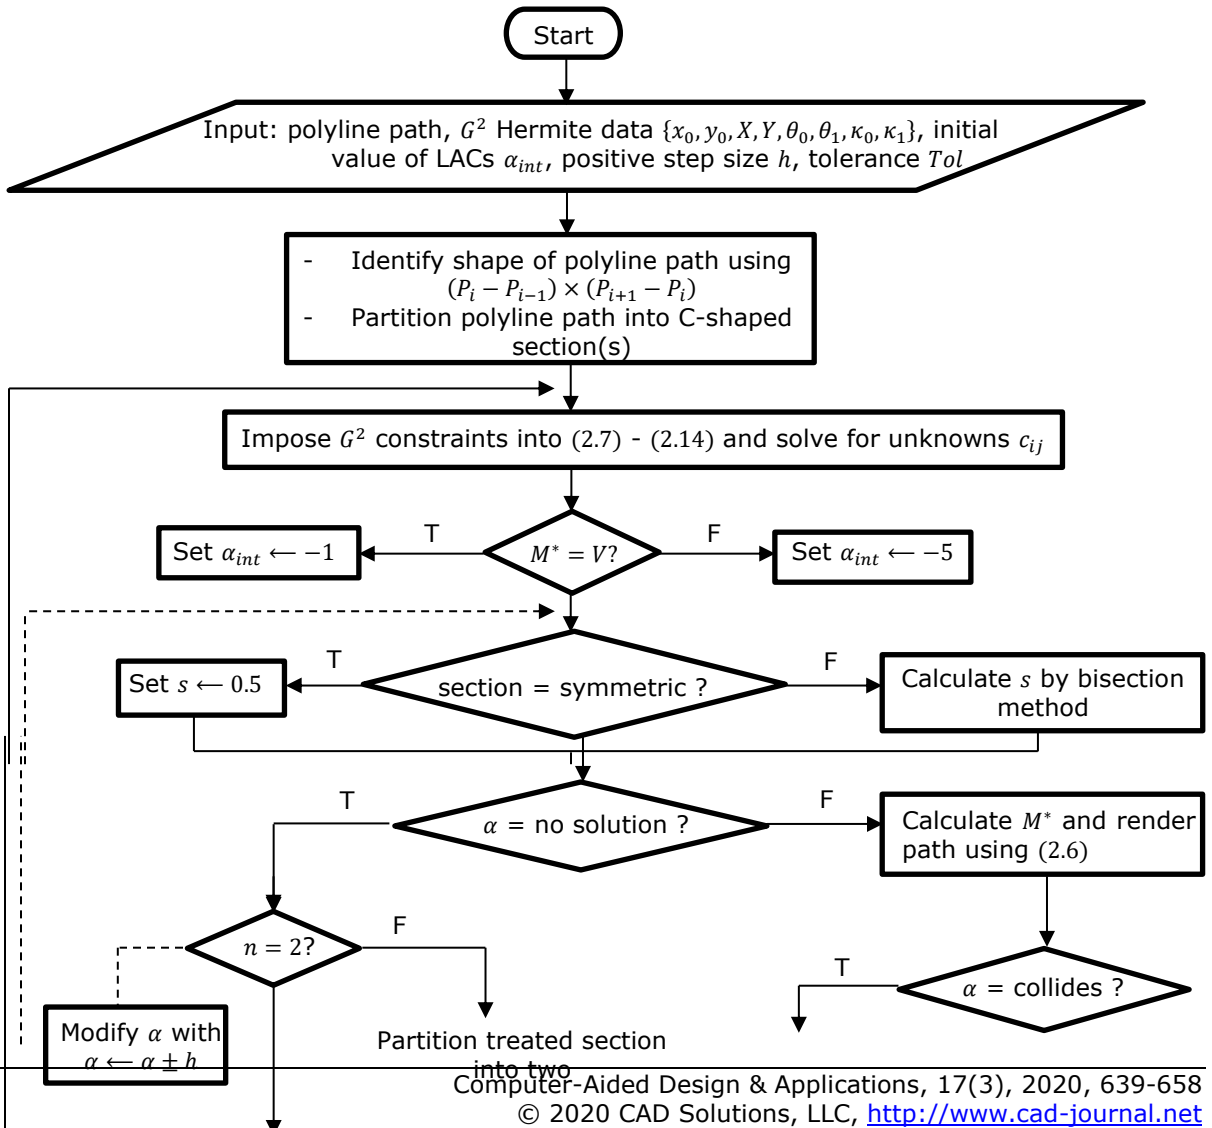 Start
Input: polyline path, G² Hermite data {x₀, y₀, X, Y, θ₀, θ₁, κ₀, κ₁}, initial
value of LACs α_int, positive step size h, tolerance Tol
- Identify shape of polyline path using
(P_i − P_{i−1}) × (P_{i+1} − P_i)
- Partition polyline path into C-shaped
section(s)
Impose G² constraints into (2.7) - (2.14) and solve for unknowns c_{ij}
T
F
Set α_int ← −1
M* = V?
Set α_int ← −5
T
F
Set s ← 0.5
section = symmetric ?
Calculate s by bisection
method
T
F
α = no solution ?
Calculate M* and render
path using (2.6)
n = 2?
F
T
α = collides ?
Modify α with
α ← α ± h
Partition treated section
into two
Computer-Aided Design & Applications, 17(3), 2020, 639-658
© 2020 CAD Solutions, LLC, http://www.cad-journal.net